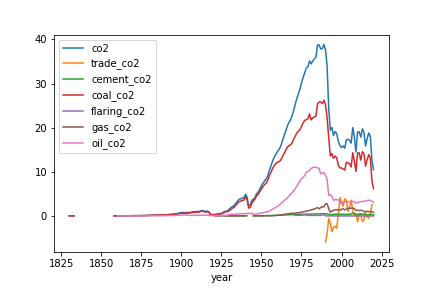 40
30
20
10
0
co2
trade_co2
cement_co2
coal_co2
flaring_co2
gas_co2
oil_co2
1825 1850 1875 1900 1925 1950 1975 2000 2025
year